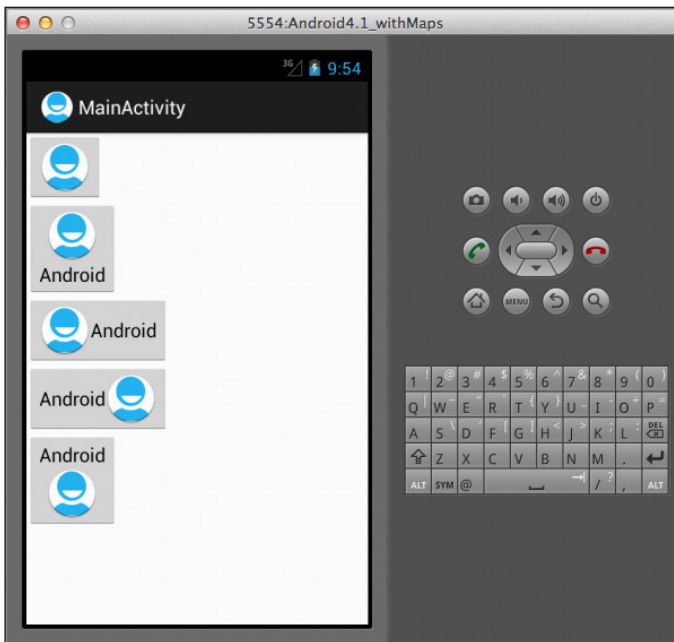 5554:Android4.1_withMaps
3G 9:54
MainActivity
Android
Android
Android
Android
MENU
1 ! 2 @ 3 # 4 $ 5 % 6 ^ 7 & 8 * 9 ( 0 )
Q | W ~ E " R ` T { Y } U _ I - O + P =
A S \ D ' F [ G ] H < J > K ; L : DEL
Z X C V B N M .
ALT SYM @ / ? , ALT